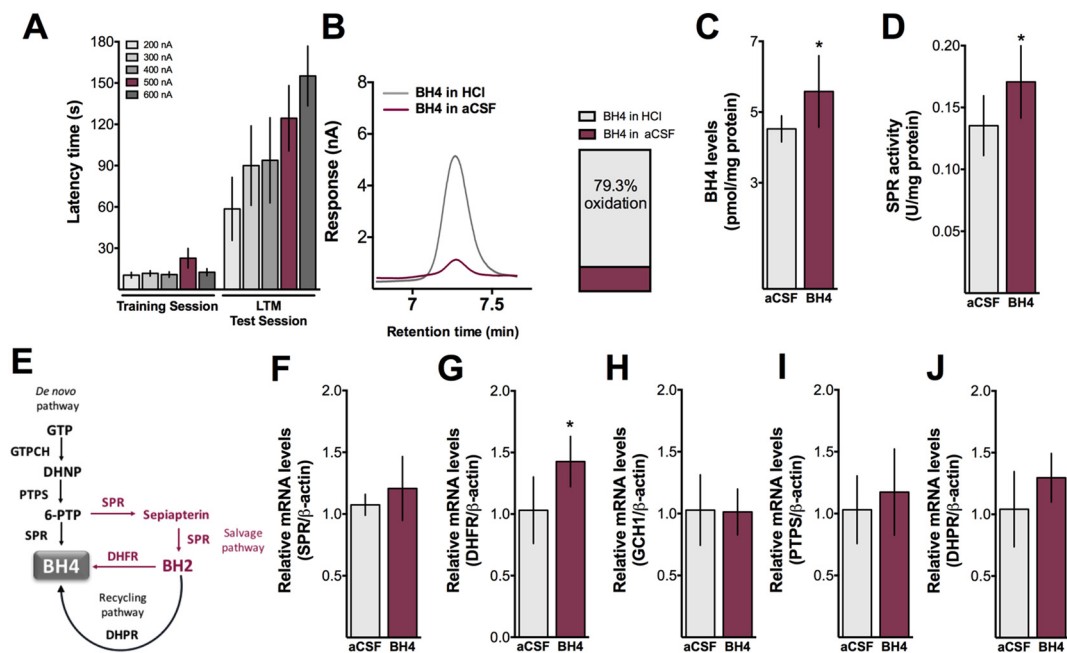 A
Latency time (s)
180
150
120
90
60
30
200 nA
300 nA
400 nA
500 nA
600 nA
Training Session
LTM
Test Session
B
Response (nA)
8
6
4
2
BH4 in HCl
BH4 in aCSF
7
7.5
Retention time (min)
BH4 in HCl
BH4 in aCSF
79.3%
oxidation
C
BH4 levels
(pmol/mg protein)
7
5
3
*
aCSF
BH4
D
SPR activity
(U/mg protein)
0.20
0.15
0.10
0.05
*
aCSF
BH4
E
De novo
pathway
GTP
GTPCH
DHNP
PTPS
6-PTP
SPR
Sepiapterin
SPR
SPR
Salvage
pathway
BH4
DHFR
BH2
Recycling
pathway
DHPR
F
Relative mRNA levels
(SPR/β-actin)
2.0
1.5
1.0
0.5
aCSF
BH4
G
Relative mRNA levels
(DHFR/β-actin)
2.0
1.5
1.0
0.5
*
aCSF
BH4
H
Relative mRNA levels
(GCH1/β-actin)
2.0
1.5
1.0
0.5
aCSF
BH4
I
Relative mRNA levels
(PTPS/β-actin)
2.0
1.5
1.0
0.5
aCSF
BH4
J
Relative mRNA levels
(DHPR/β-actin)
2.0
1.5
1.0
0.5
aCSF
BH4